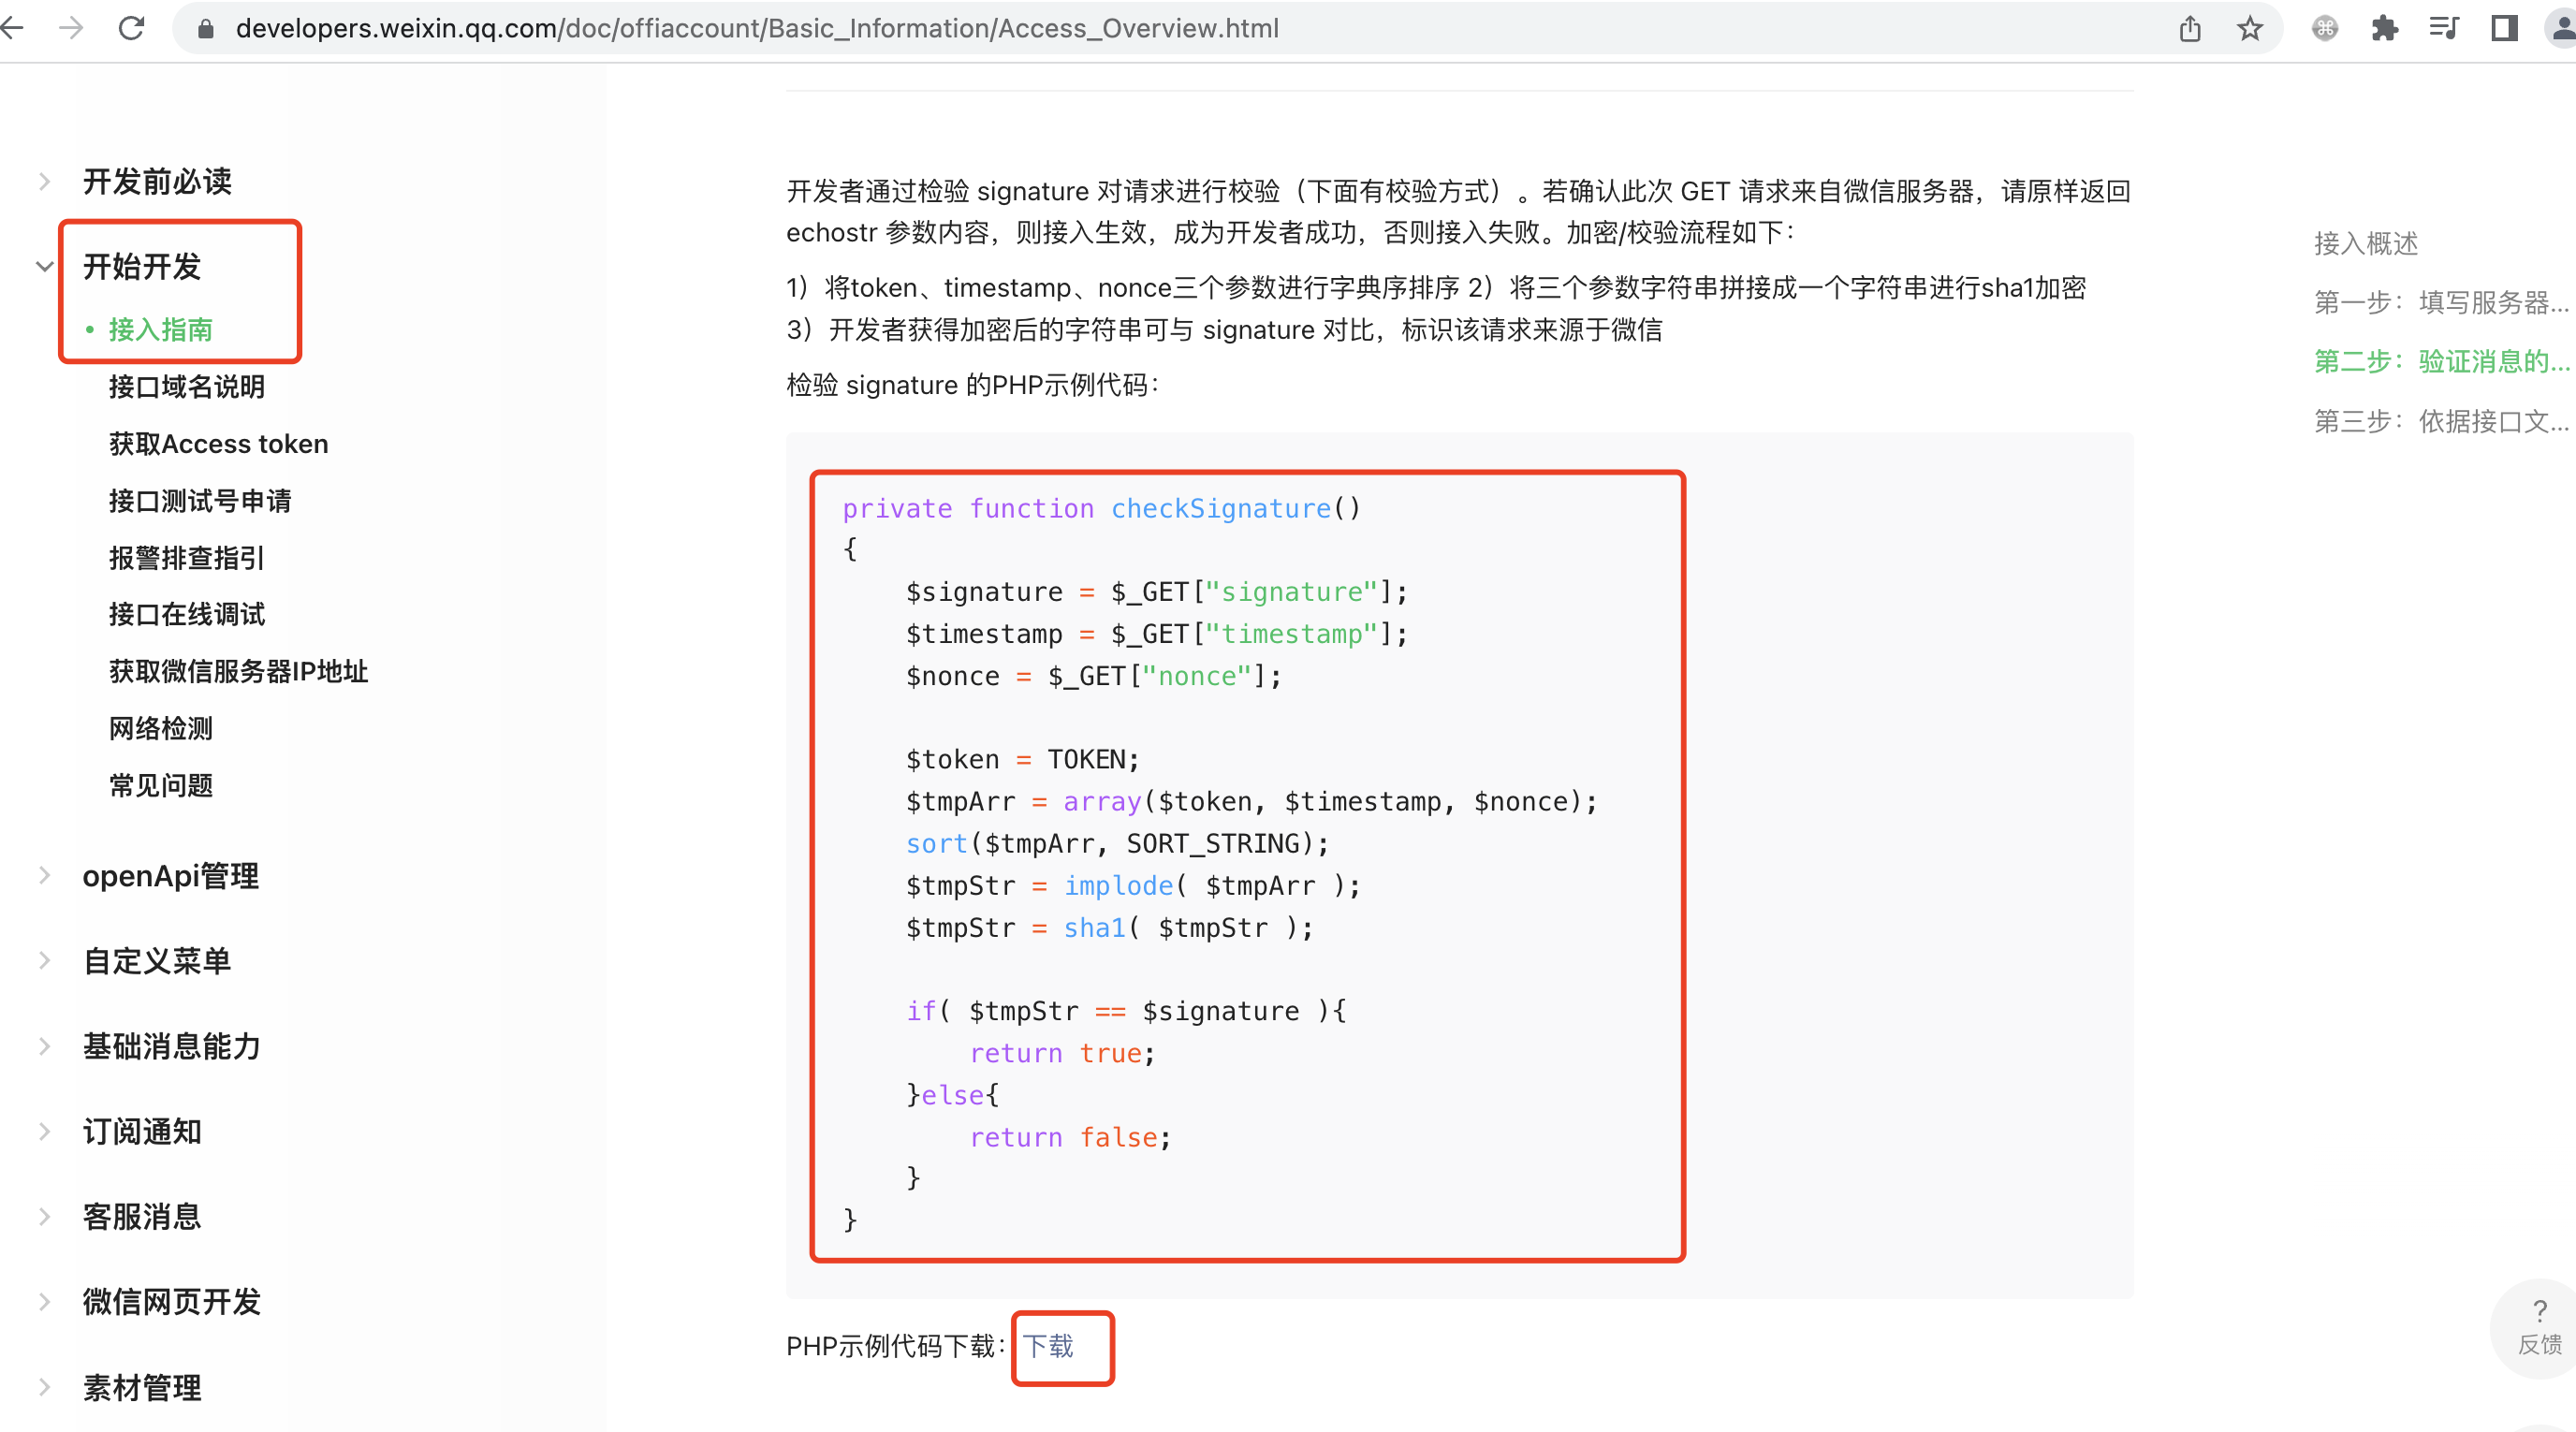 developers.weixin.qq.com/doc/offiaccount/Basic_Information/Access_Overview.html
开发前必读
开始开发
• 接入指南
接口域名说明
获取Access token
接口测试号申请
报警排查指引
接口在线调试
获取微信服务器IP地址
网络检测
常见问题
openApi管理
自定义菜单
基础消息能力
订阅通知
客服消息
微信网页开发
素材管理
开发者通过检验 signature 对请求进行校验（下面有校验方式）。若确认此次 GET 请求来自微信服务器，请原样返回
echostr 参数内容，则接入生效，成为开发者成功，否则接入失败。加密/校验流程如下：
1）将token、timestamp、nonce三个参数进行字典序排序 2）将三个参数字符串拼接成一个字符串进行sha1加密
3）开发者获得加密后的字符串可与 signature 对比，标识该请求来源于微信
检验 signature 的PHP示例代码：
private function checkSignature()
{
    $signature = $_GET["signature"];
    $timestamp = $_GET["timestamp"];
    $nonce = $_GET["nonce"];
    $token = TOKEN;
    $tmpArr = array($token, $timestamp, $nonce);
    sort($tmpArr, SORT_STRING);
    $tmpStr = implode( $tmpArr );
    $tmpStr = sha1( $tmpStr );
    if( $tmpStr == $signature ){
        return true;
    }else{
        return false;
    }
}
PHP示例代码下载：下载
接入概述
第一步：填写服务器...
第二步：验证消息的...
第三步：依据接口文...
?
反馈